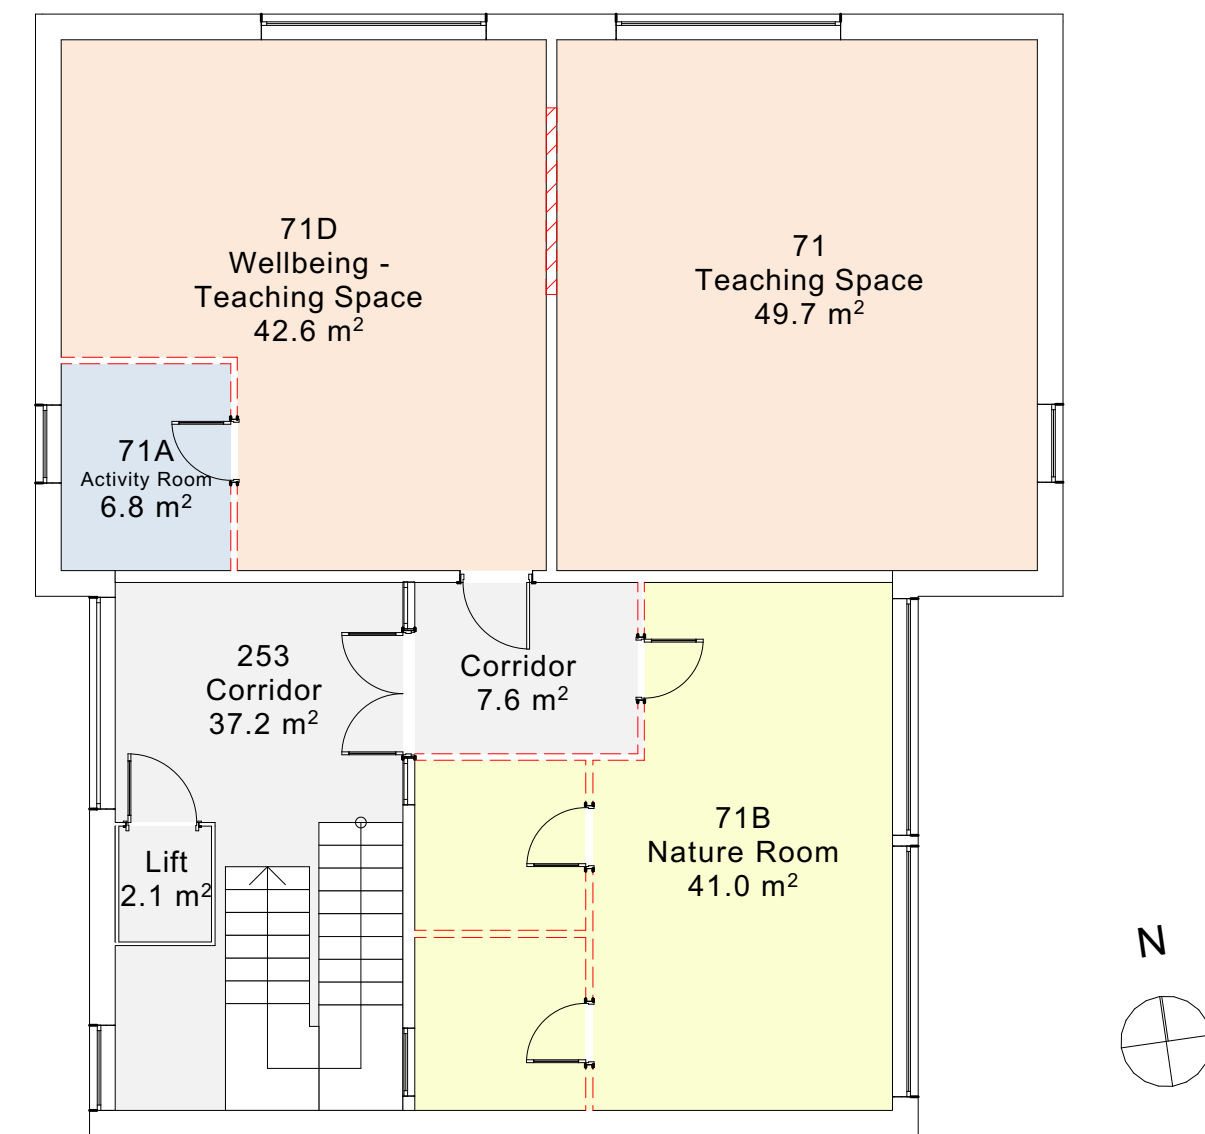 71D
Wellbeing -
Teaching Space
42.6 m²
71
Teaching Space
49.7 m²
71A
Activity Room
6.8 m²
253
Corridor
37.2 m²
Corridor
7.6 m²
71B
Nature Room
41.0 m²
Lift
2.1 m²
N